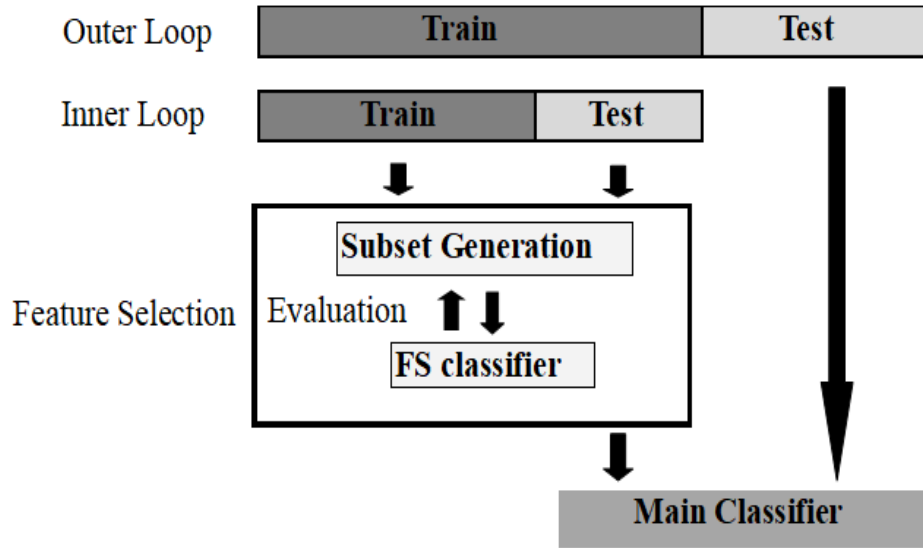 Outer Loop Train Test
Inner Loop Train Test
Subset Generation
Feature Selection Evaluation
FS classifier
Main Classifier